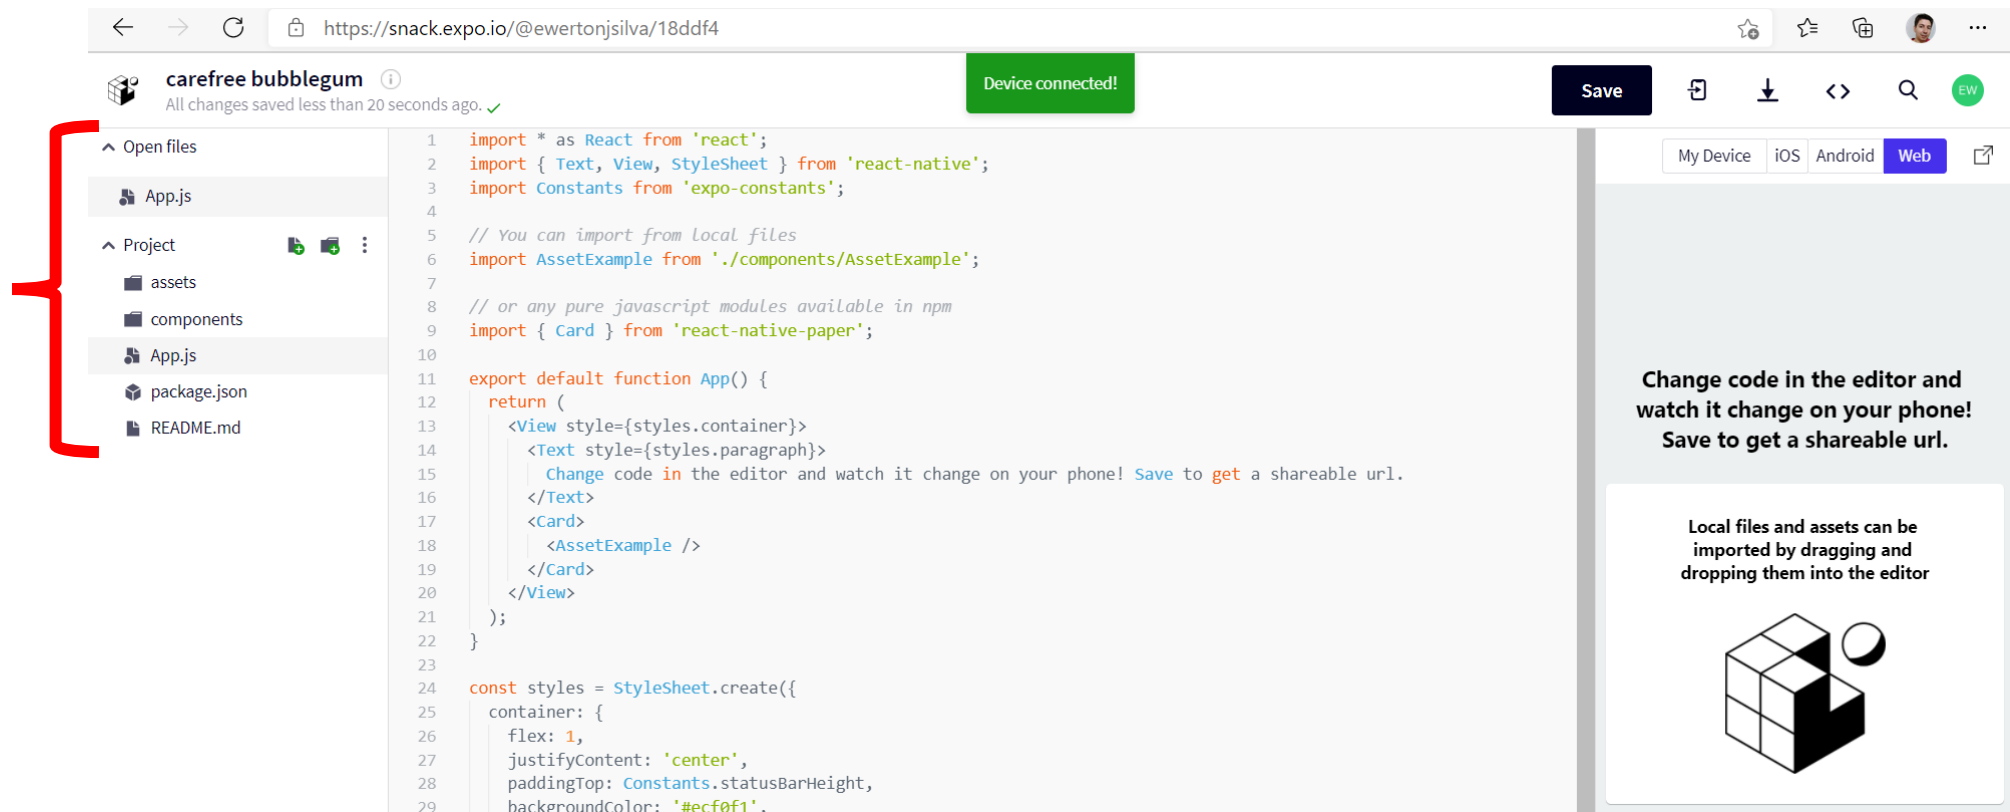 https://snack.expo.io/@ewertonjsilva/18ddf4
carefree bubblegum
All changes saved less than 20 seconds ago.
Device connected!
Save
EW
Open files
App.js
Project
assets
components
App.js
package.json
README.md
1 import * as React from 'react';
2 import { Text, View, StyleSheet } from 'react-native';
3 import Constants from 'expo-constants';
4
5 // You can import from local files
6 import AssetExample from './components/AssetExample';
7
8 // or any pure javascript modules available in npm
9 import { Card } from 'react-native-paper';
10
11 export default function App() {
12 return (
13 <View style={styles.container}>
14 <Text style={styles.paragraph}>
15 Change code in the editor and watch it change on your phone! Save to get a shareable url.
16 </Text>
17 <Card>
18 <AssetExample />
19 </Card>
20 </View>
21 );
22 }
23
24 const styles = StyleSheet.create({
25 container: {
26 flex: 1,
27 justifyContent: 'center',
28 paddingTop: Constants.statusBarHeight,
29 backgroundColor: '#ecf0f1',
My Device
iOS
Android
Web
Change code in the editor and
watch it change on your phone!
Save to get a shareable url.
Local files and assets can be
imported by dragging and
dropping them into the editor